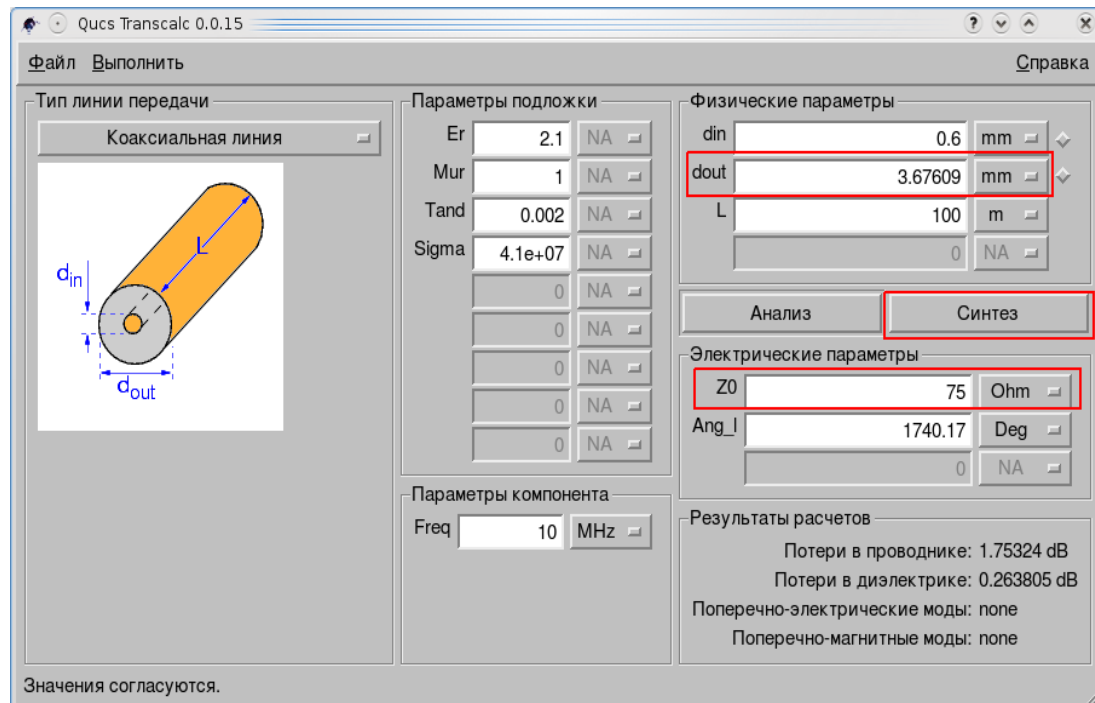 Qucs Transcalc 0.0.15
Файл Выполнить Справка
Тип линии передачи
Коаксиальная линия
L
din
dout
Параметры подложки
Er 2.1 NA
Mur 1 NA
Tand 0.002 NA
Sigma 4.1e+07 NA
0 NA
0 NA
0 NA
0 NA
0 NA
Параметры компонента
Freq 10 MHz
Физические параметры
din 0.6 mm
dout 3.67609 mm
L 100 m
0 NA
Анализ Синтез
Электрические параметры
Z0 75 Ohm
Ang_l 1740.17 Deg
0 NA
Результаты расчетов
Потери в проводнике: 1.75324 dB
Потери в диэлектрике: 0.263805 dB
Поперечно-электрические моды: none
Поперечно-магнитные моды: none
Значения согласуются.